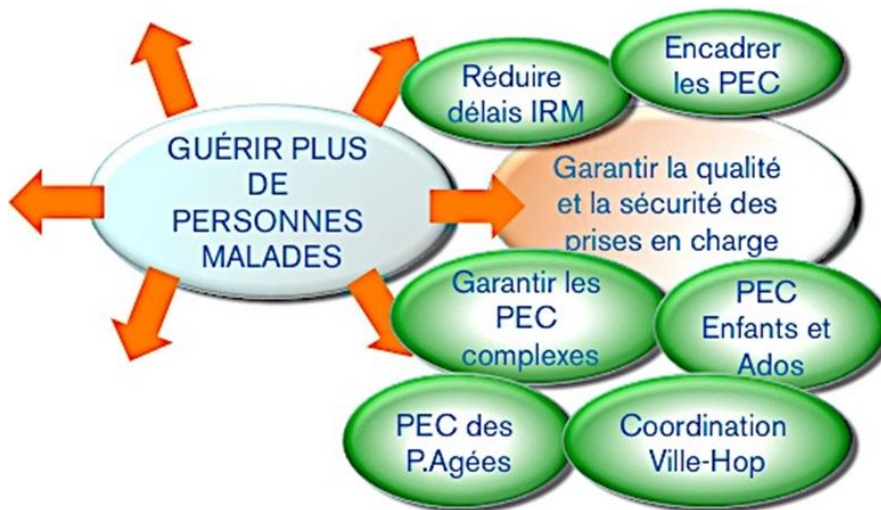 GUÉRIR PLUS
DE
PERSONNES
MALADES
Réduire
délais IRM
Encadrer
les PEC
Garantir la qualité
et la sécurité des
prises en charge
Garantir les
PEC
complexes
PEC
Enfants et
Ados
PEC des
P.Agées
Coordination
Ville-Hop